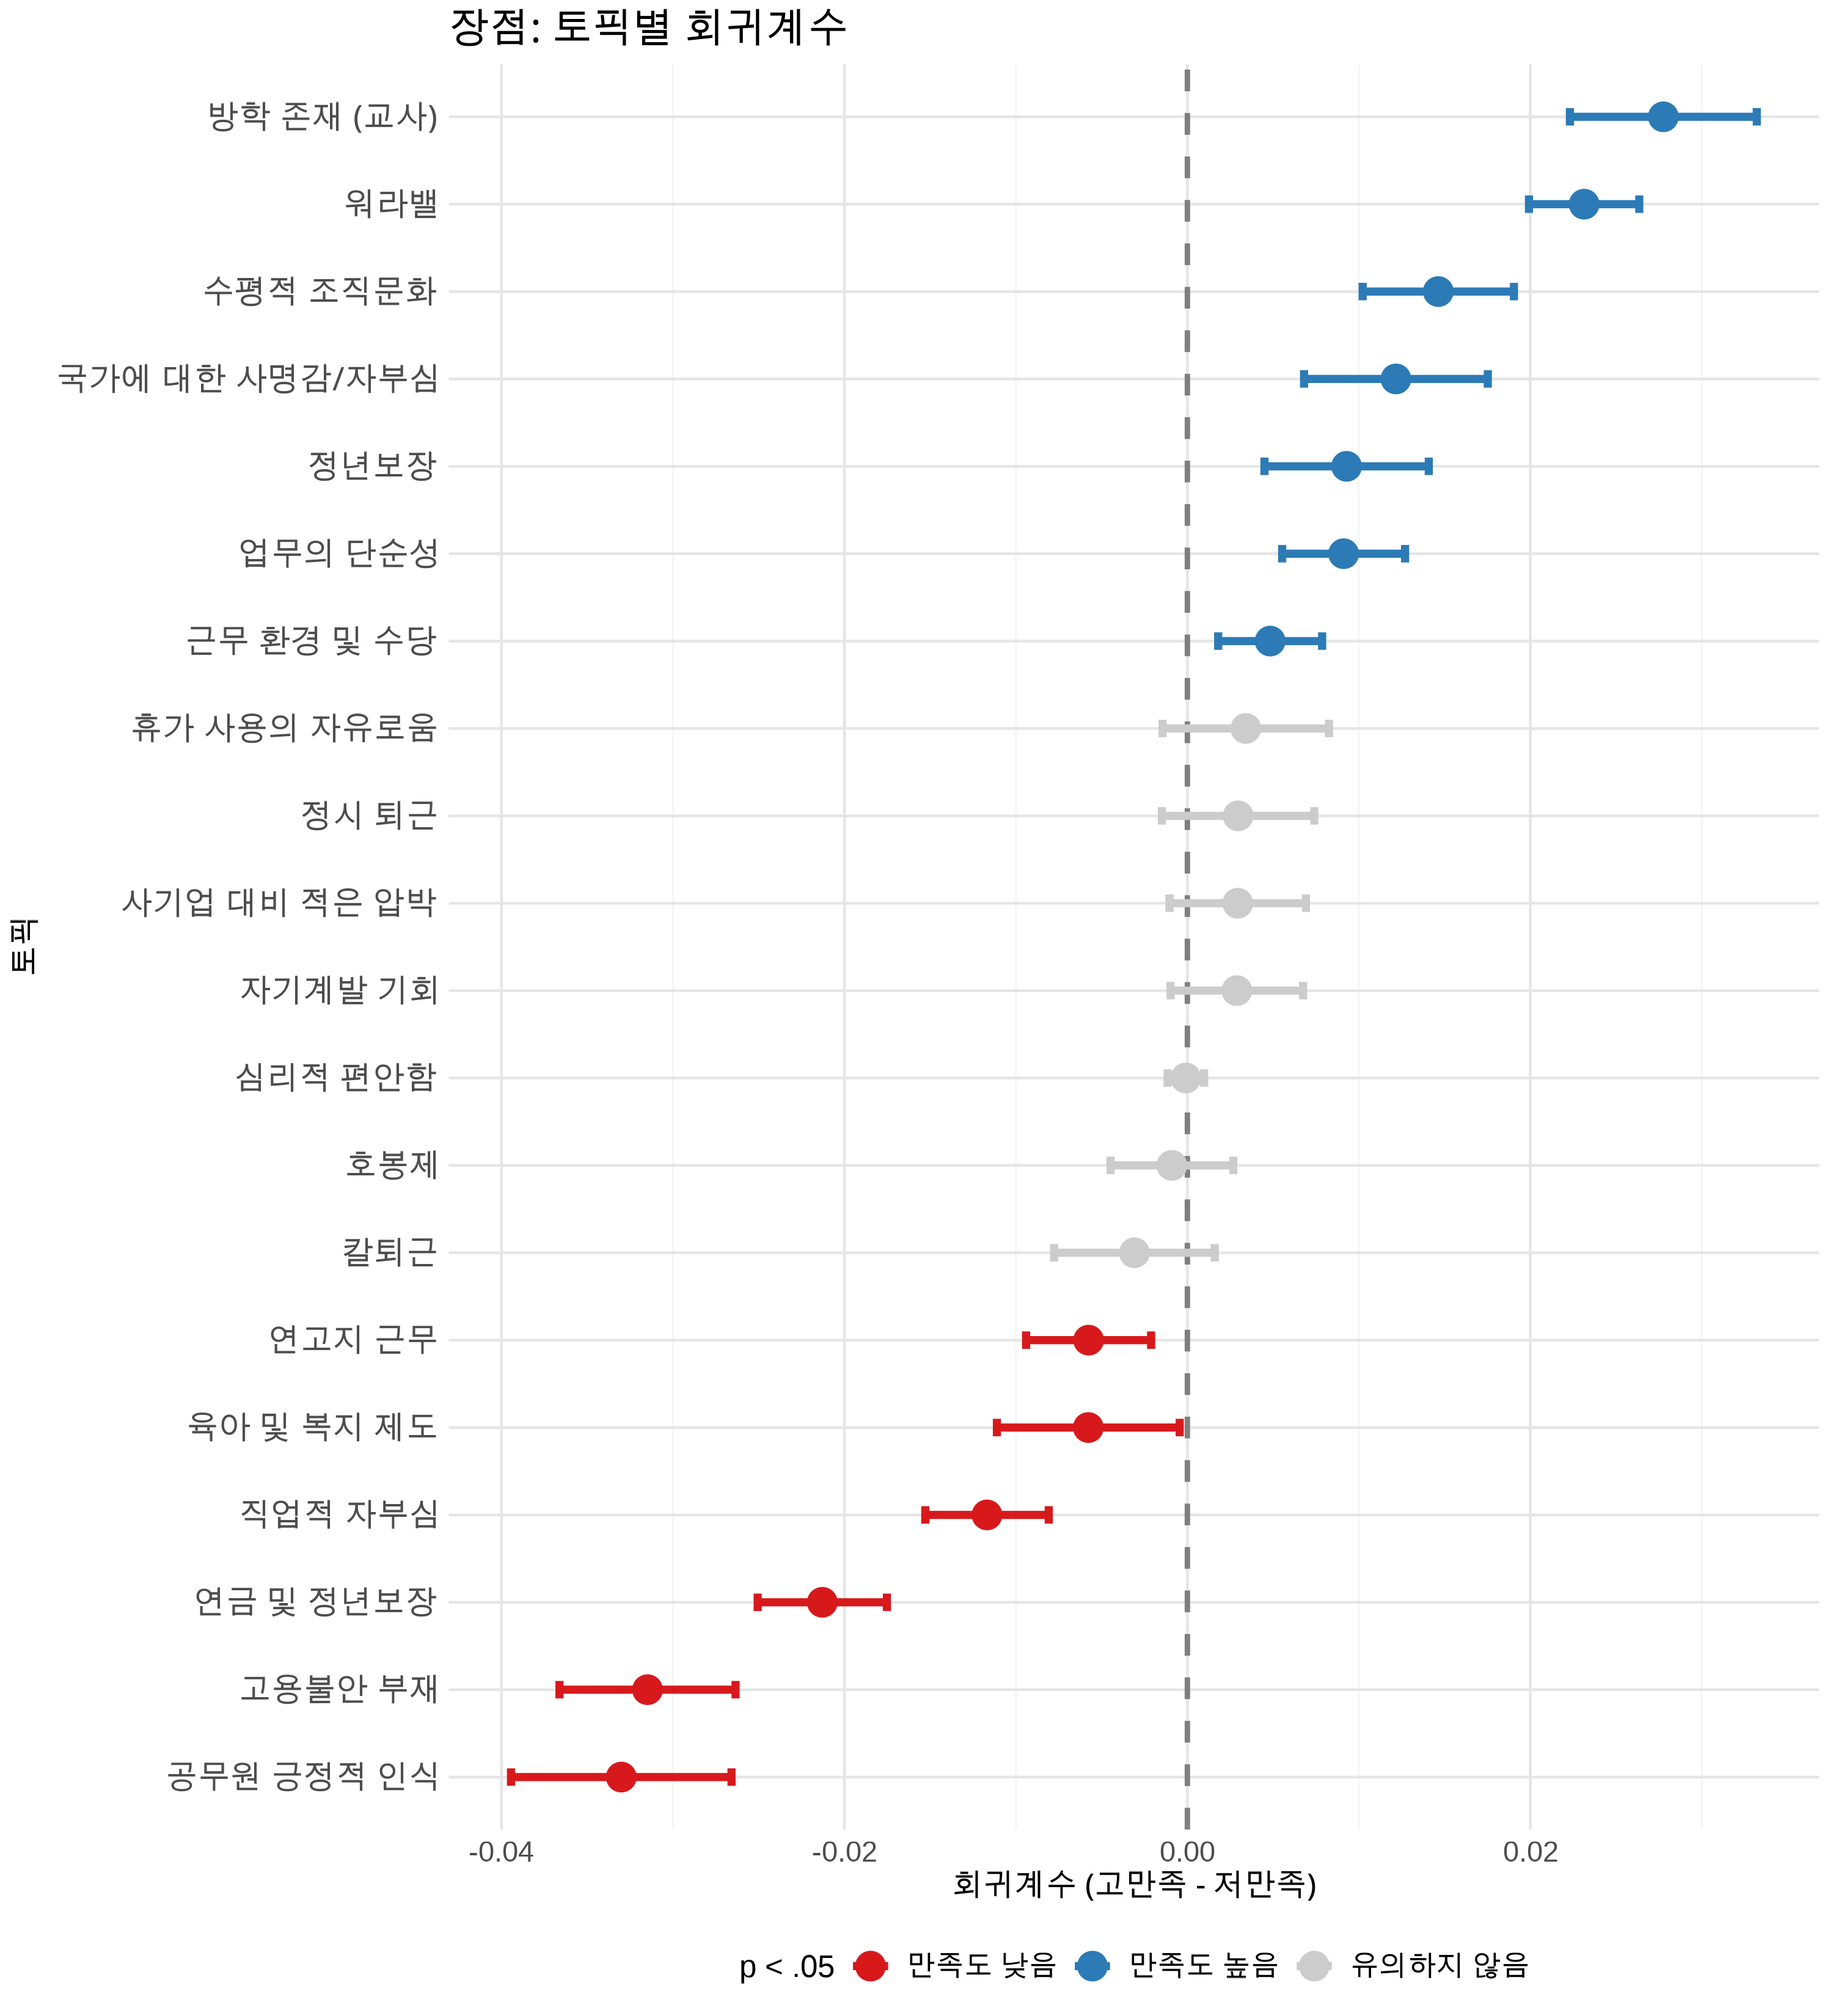 장점: 토픽별 회귀계수
방학 존재 (교사)
워라밸
수평적 조직문화
국가에 대한 사명감/자부심
정년보장
업무의 단순성
근무 환경 및 수당
휴가 사용의 자유로움
정시 퇴근
사기업 대비 적은 압박
자기계발 기회
심리적 편안함
호봉제
칼퇴근
연고지 근무
육아 및 복지 제도
직업적 자부심
연금 및 정년보장
고용불안 부재
공무원 긍정적 인식
토픽
-0.04 -0.02 0.00 0.02
회귀계수 (고만족 - 저만족)
p < .05 만족도 낮음 만족도 높음 유의하지 않음